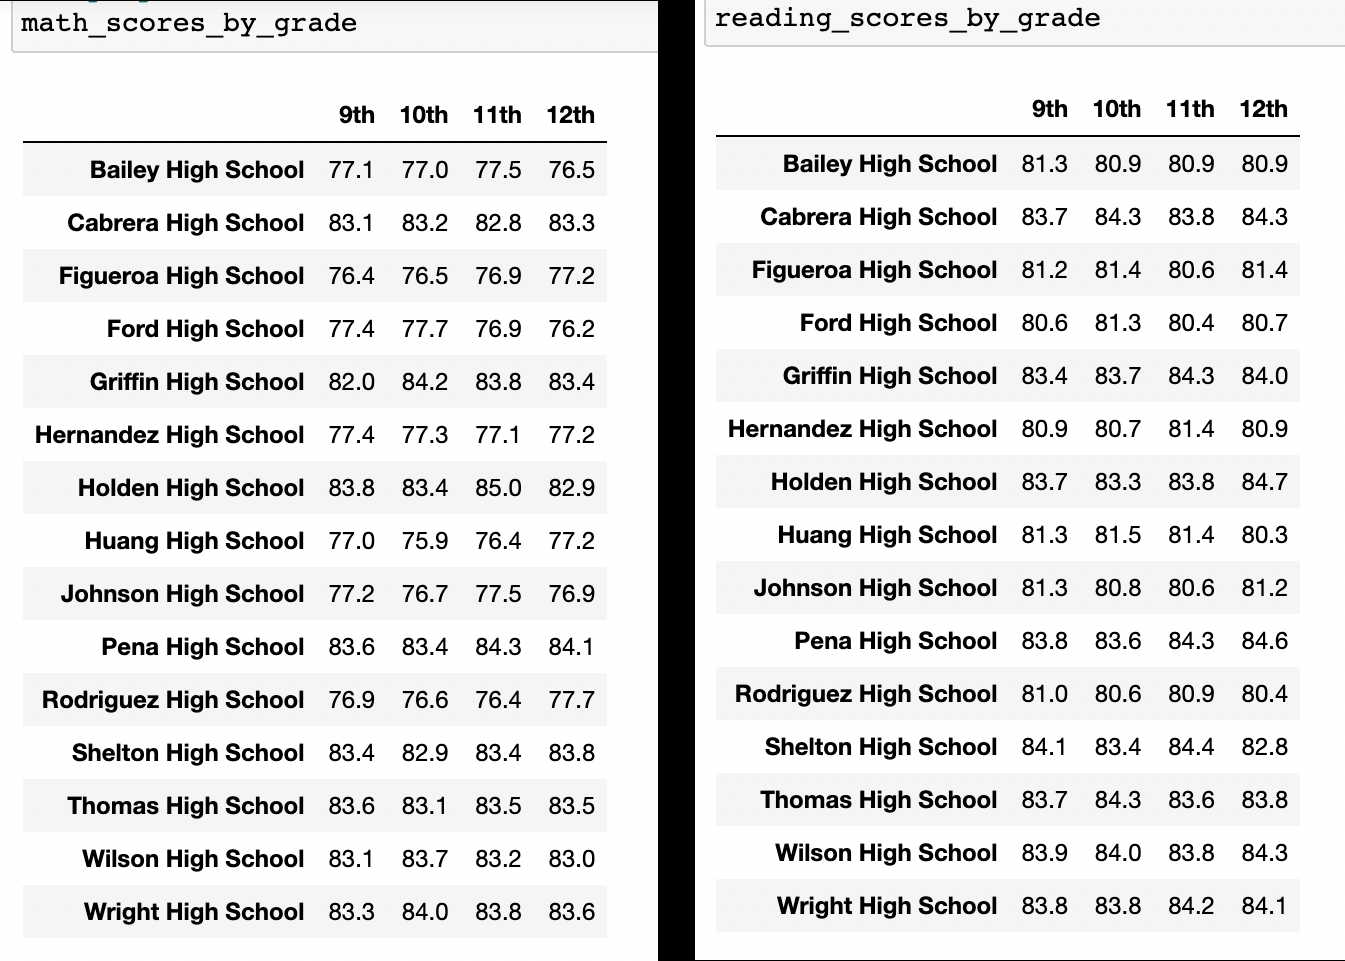 math_scores_by_grade
9th 10th 11th 12th
Bailey High School 77.1 77.0 77.5 76.5
Cabrera High School 83.1 83.2 82.8 83.3
Figueroa High School 76.4 76.5 76.9 77.2
Ford High School 77.4 77.7 76.9 76.2
Griffin High School 82.0 84.2 83.8 83.4
Hernandez High School 77.4 77.3 77.1 77.2
Holden High School 83.8 83.4 85.0 82.9
Huang High School 77.0 75.9 76.4 77.2
Johnson High School 77.2 76.7 77.5 76.9
Pena High School 83.6 83.4 84.3 84.1
Rodriguez High School 76.9 76.6 76.4 77.7
Shelton High School 83.4 82.9 83.4 83.8
Thomas High School 83.6 83.1 83.5 83.5
Wilson High School 83.1 83.7 83.2 83.0
Wright High School 83.3 84.0 83.8 83.6
reading_scores_by_grade
9th 10th 11th 12th
Bailey High School 81.3 80.9 80.9 80.9
Cabrera High School 83.7 84.3 83.8 84.3
Figueroa High School 81.2 81.4 80.6 81.4
Ford High School 80.6 81.3 80.4 80.7
Griffin High School 83.4 83.7 84.3 84.0
Hernandez High School 80.9 80.7 81.4 80.9
Holden High School 83.7 83.3 83.8 84.7
Huang High School 81.3 81.5 81.4 80.3
Johnson High School 81.3 80.8 80.6 81.2
Pena High School 83.8 83.6 84.3 84.6
Rodriguez High School 81.0 80.6 80.9 80.4
Shelton High School 84.1 83.4 84.4 82.8
Thomas High School 83.7 84.3 83.6 83.8
Wilson High School 83.9 84.0 83.8 84.3
Wright High School 83.8 83.8 84.2 84.1